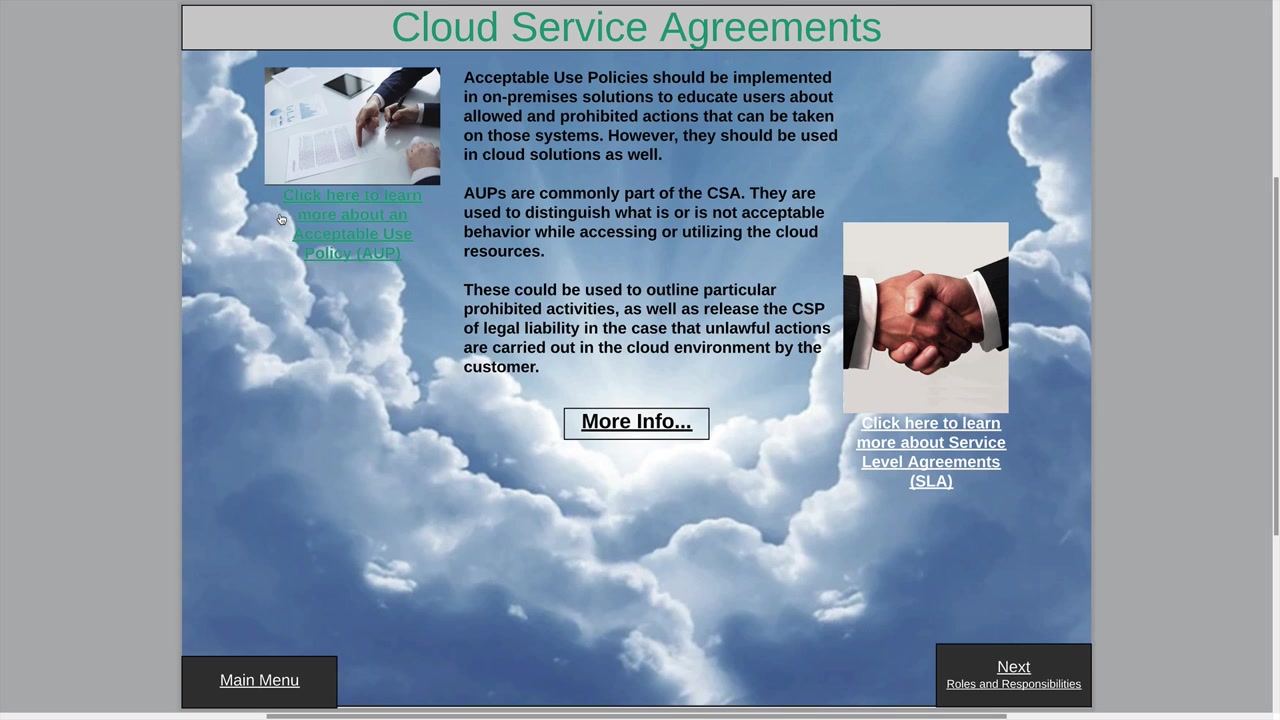 Cloud Service Agreements
Click here to learn
more about an
Acceptable Use
Policy (AUP)
Acceptable Use Policies should be implemented
in on-premises solutions to educate users about
allowed and prohibited actions that can be taken
on those systems. However, they should be used
in cloud solutions as well.
AUPs are commonly part of the CSA. They are
used to distinguish what is or is not acceptable
behavior while accessing or utilizing the cloud
resources.
These could be used to outline particular
prohibited activities, as well as release the CSP
of legal liability in the case that unlawful actions
are carried out in the cloud environment by the
customer.
More Info...
Click here to learn
more about Service
Level Agreements
(SLA)
Main Menu
Next
Roles and Responsibilities